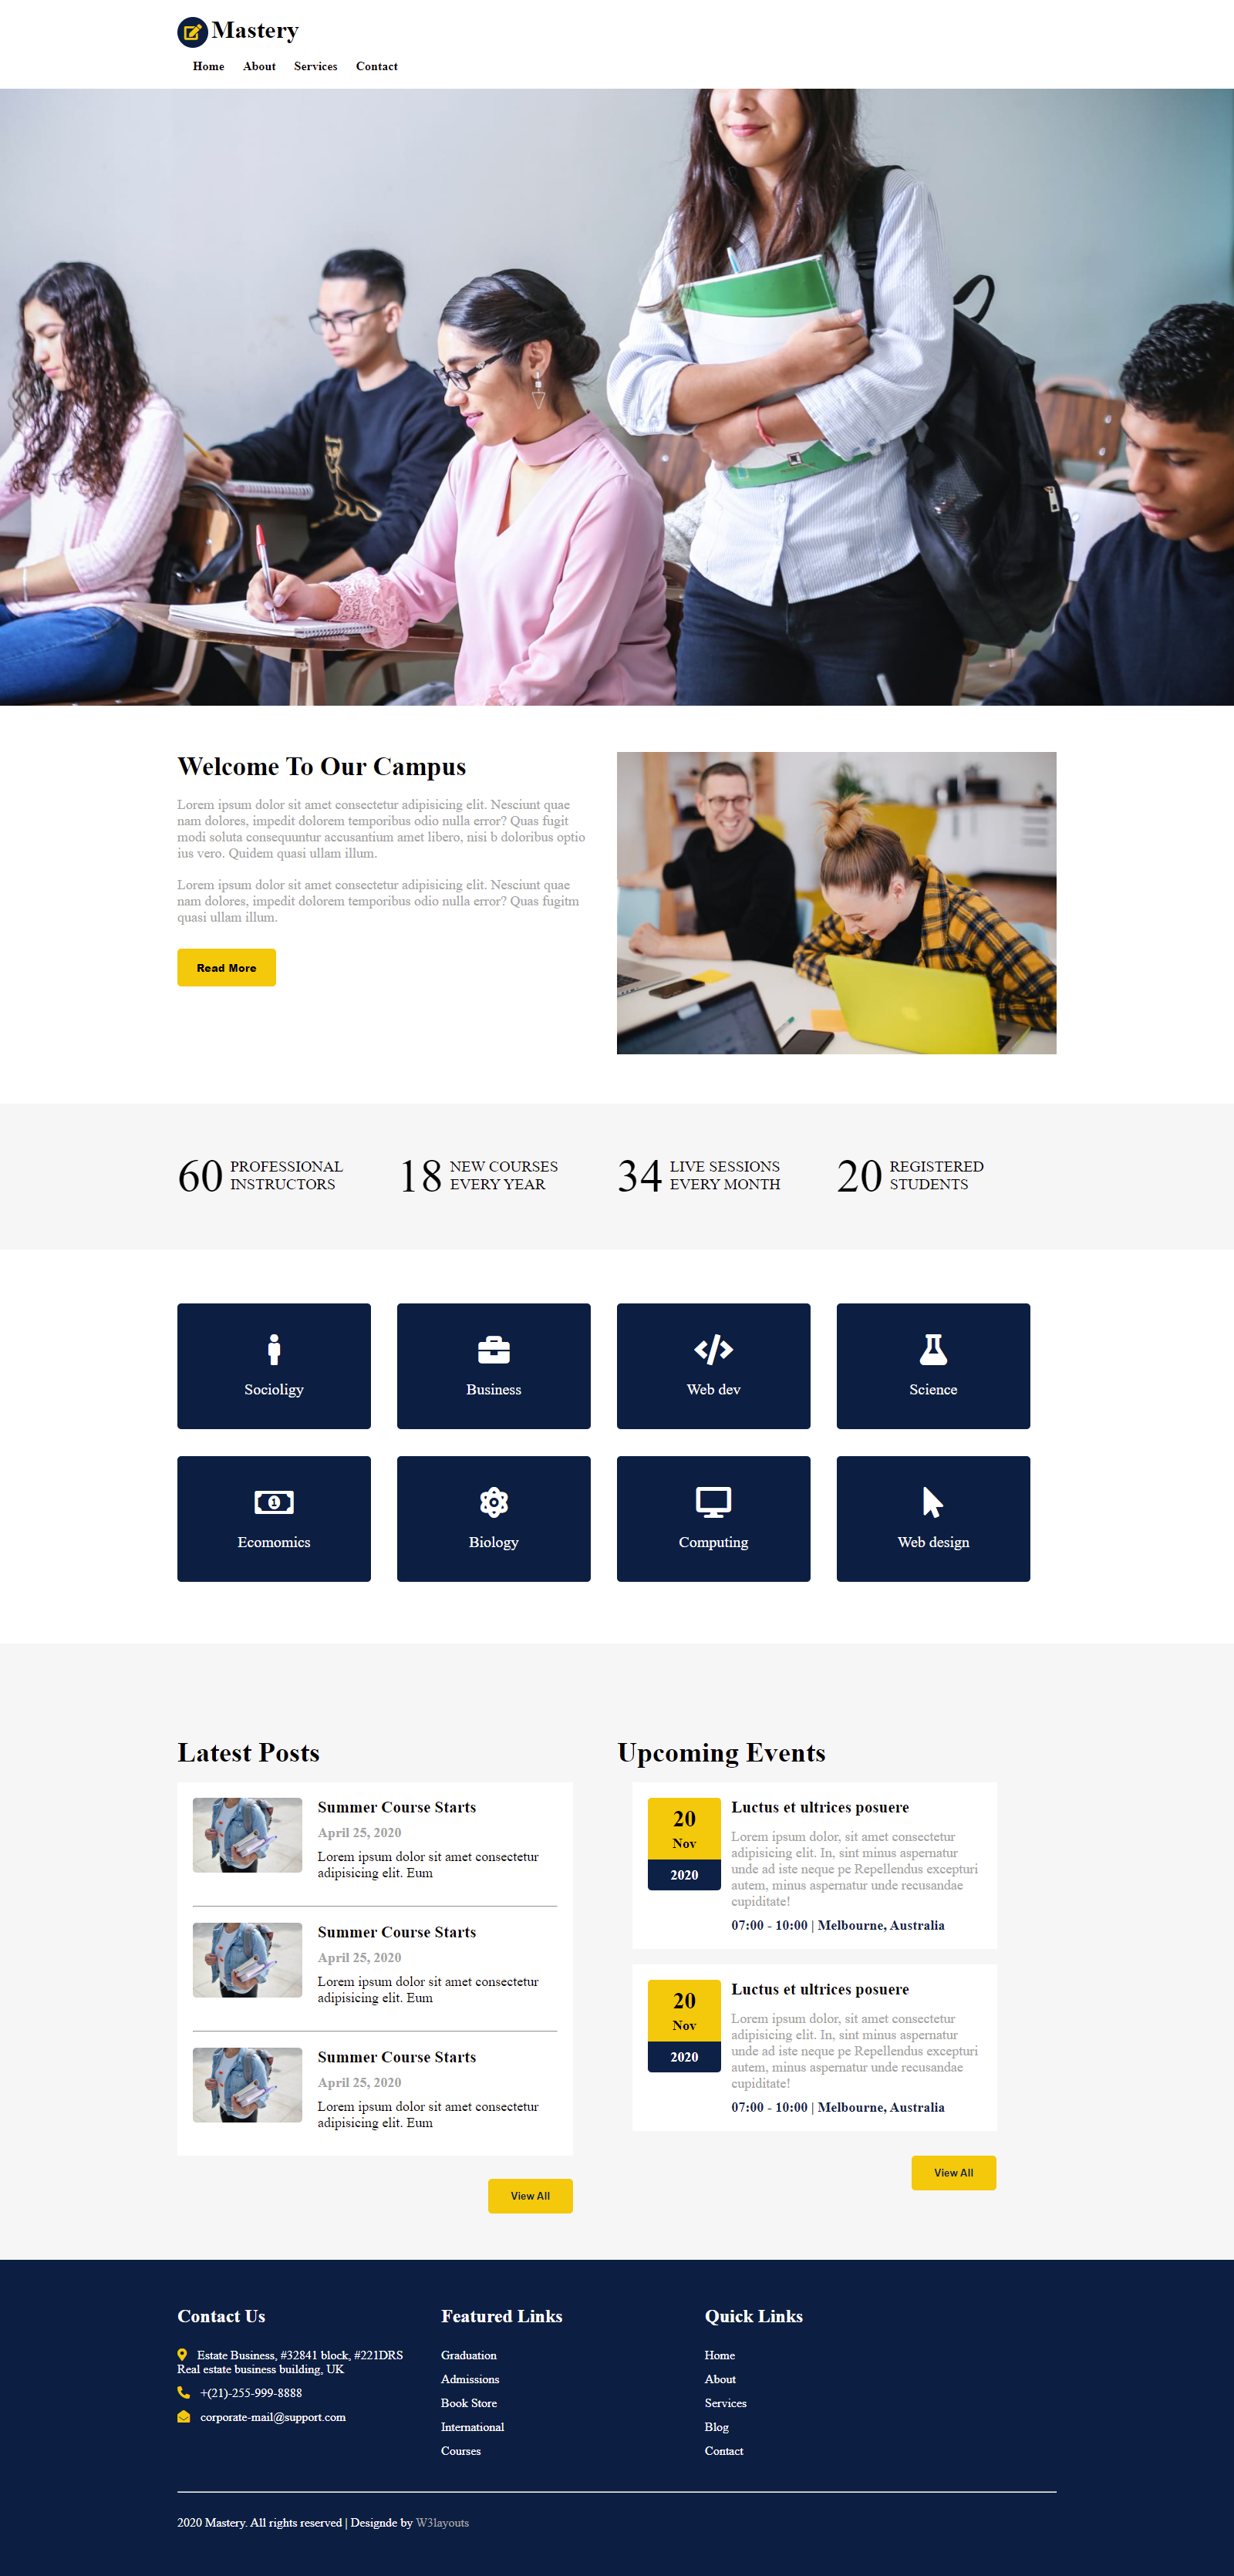 Mastery
Home About Services Contact
Welcome To Our Campus
Lorem ipsum dolor sit amet consectetur adipisicing elit. Nesciunt quae
nam dolores, impedit dolorem temporibus odio nulla error? Quas fugit
modi soluta consequuntur accusantium amet libero, nisi b doloribus optio
ius vero. Quidem quasi ullam illum.
Lorem ipsum dolor sit amet consectetur adipisicing elit. Nesciunt quae
nam dolores, impedit dolorem temporibus odio nulla error? Quas fugitm
quasi ullam illum.
Read More
60 PROFESSIONAL
INSTRUCTORS
18 NEW COURSES
EVERY YEAR
34 LIVE SESSIONS
EVERY MONTH
20 REGISTERED
STUDENTS
Socioligy
Business
Web dev
Science
Ecomomics
Biology
Computing
Web design
Latest Posts
Summer Course Starts
April 25, 2020
Lorem ipsum dolor sit amet consectetur
adipisicing elit. Eum
Summer Course Starts
April 25, 2020
Lorem ipsum dolor sit amet consectetur
adipisicing elit. Eum
Summer Course Starts
April 25, 2020
Lorem ipsum dolor sit amet consectetur
adipisicing elit. Eum
View All
Upcoming Events
20
Nov
2020
Luctus et ultrices posuere
Lorem ipsum dolor, sit amet consectetur
adipisicing elit. In, sint minus aspernatur
unde ad iste neque pe Repellendus excepturi
autem, minus aspernatur unde recusandae
cupiditate!
07:00 - 10:00 | Melbourne, Australia
20
Nov
2020
Luctus et ultrices posuere
Lorem ipsum dolor, sit amet consectetur
adipisicing elit. In, sint minus aspernatur
unde ad iste neque pe Repellendus excepturi
autem, minus aspernatur unde recusandae
cupiditate!
07:00 - 10:00 | Melbourne, Australia
View All
Contact Us
Estate Business, #32841 block, #221DRS
Real estate business building, UK
+(21)-255-999-8888
corporate-mail@support.com
Featured Links
Graduation
Admissions
Book Store
International
Courses
Quick Links
Home
About
Services
Blog
Contact
2020 Mastery. All rights reserved | Designde by W3layouts